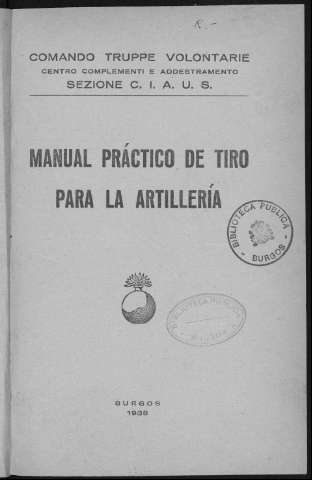 R.-
COMANDO TRUPPE VOLONTARIE
CENTRO COMPLEMENTI E ADDESTRAMENTO
SEZIONE C. I. A. U. S.
MANUAL PRÁCTICO DE TIRO
PARA LA ARTILLERÍA
BIBLIOTECA PUBLICA
- BURGOS -
BURGOS
1938